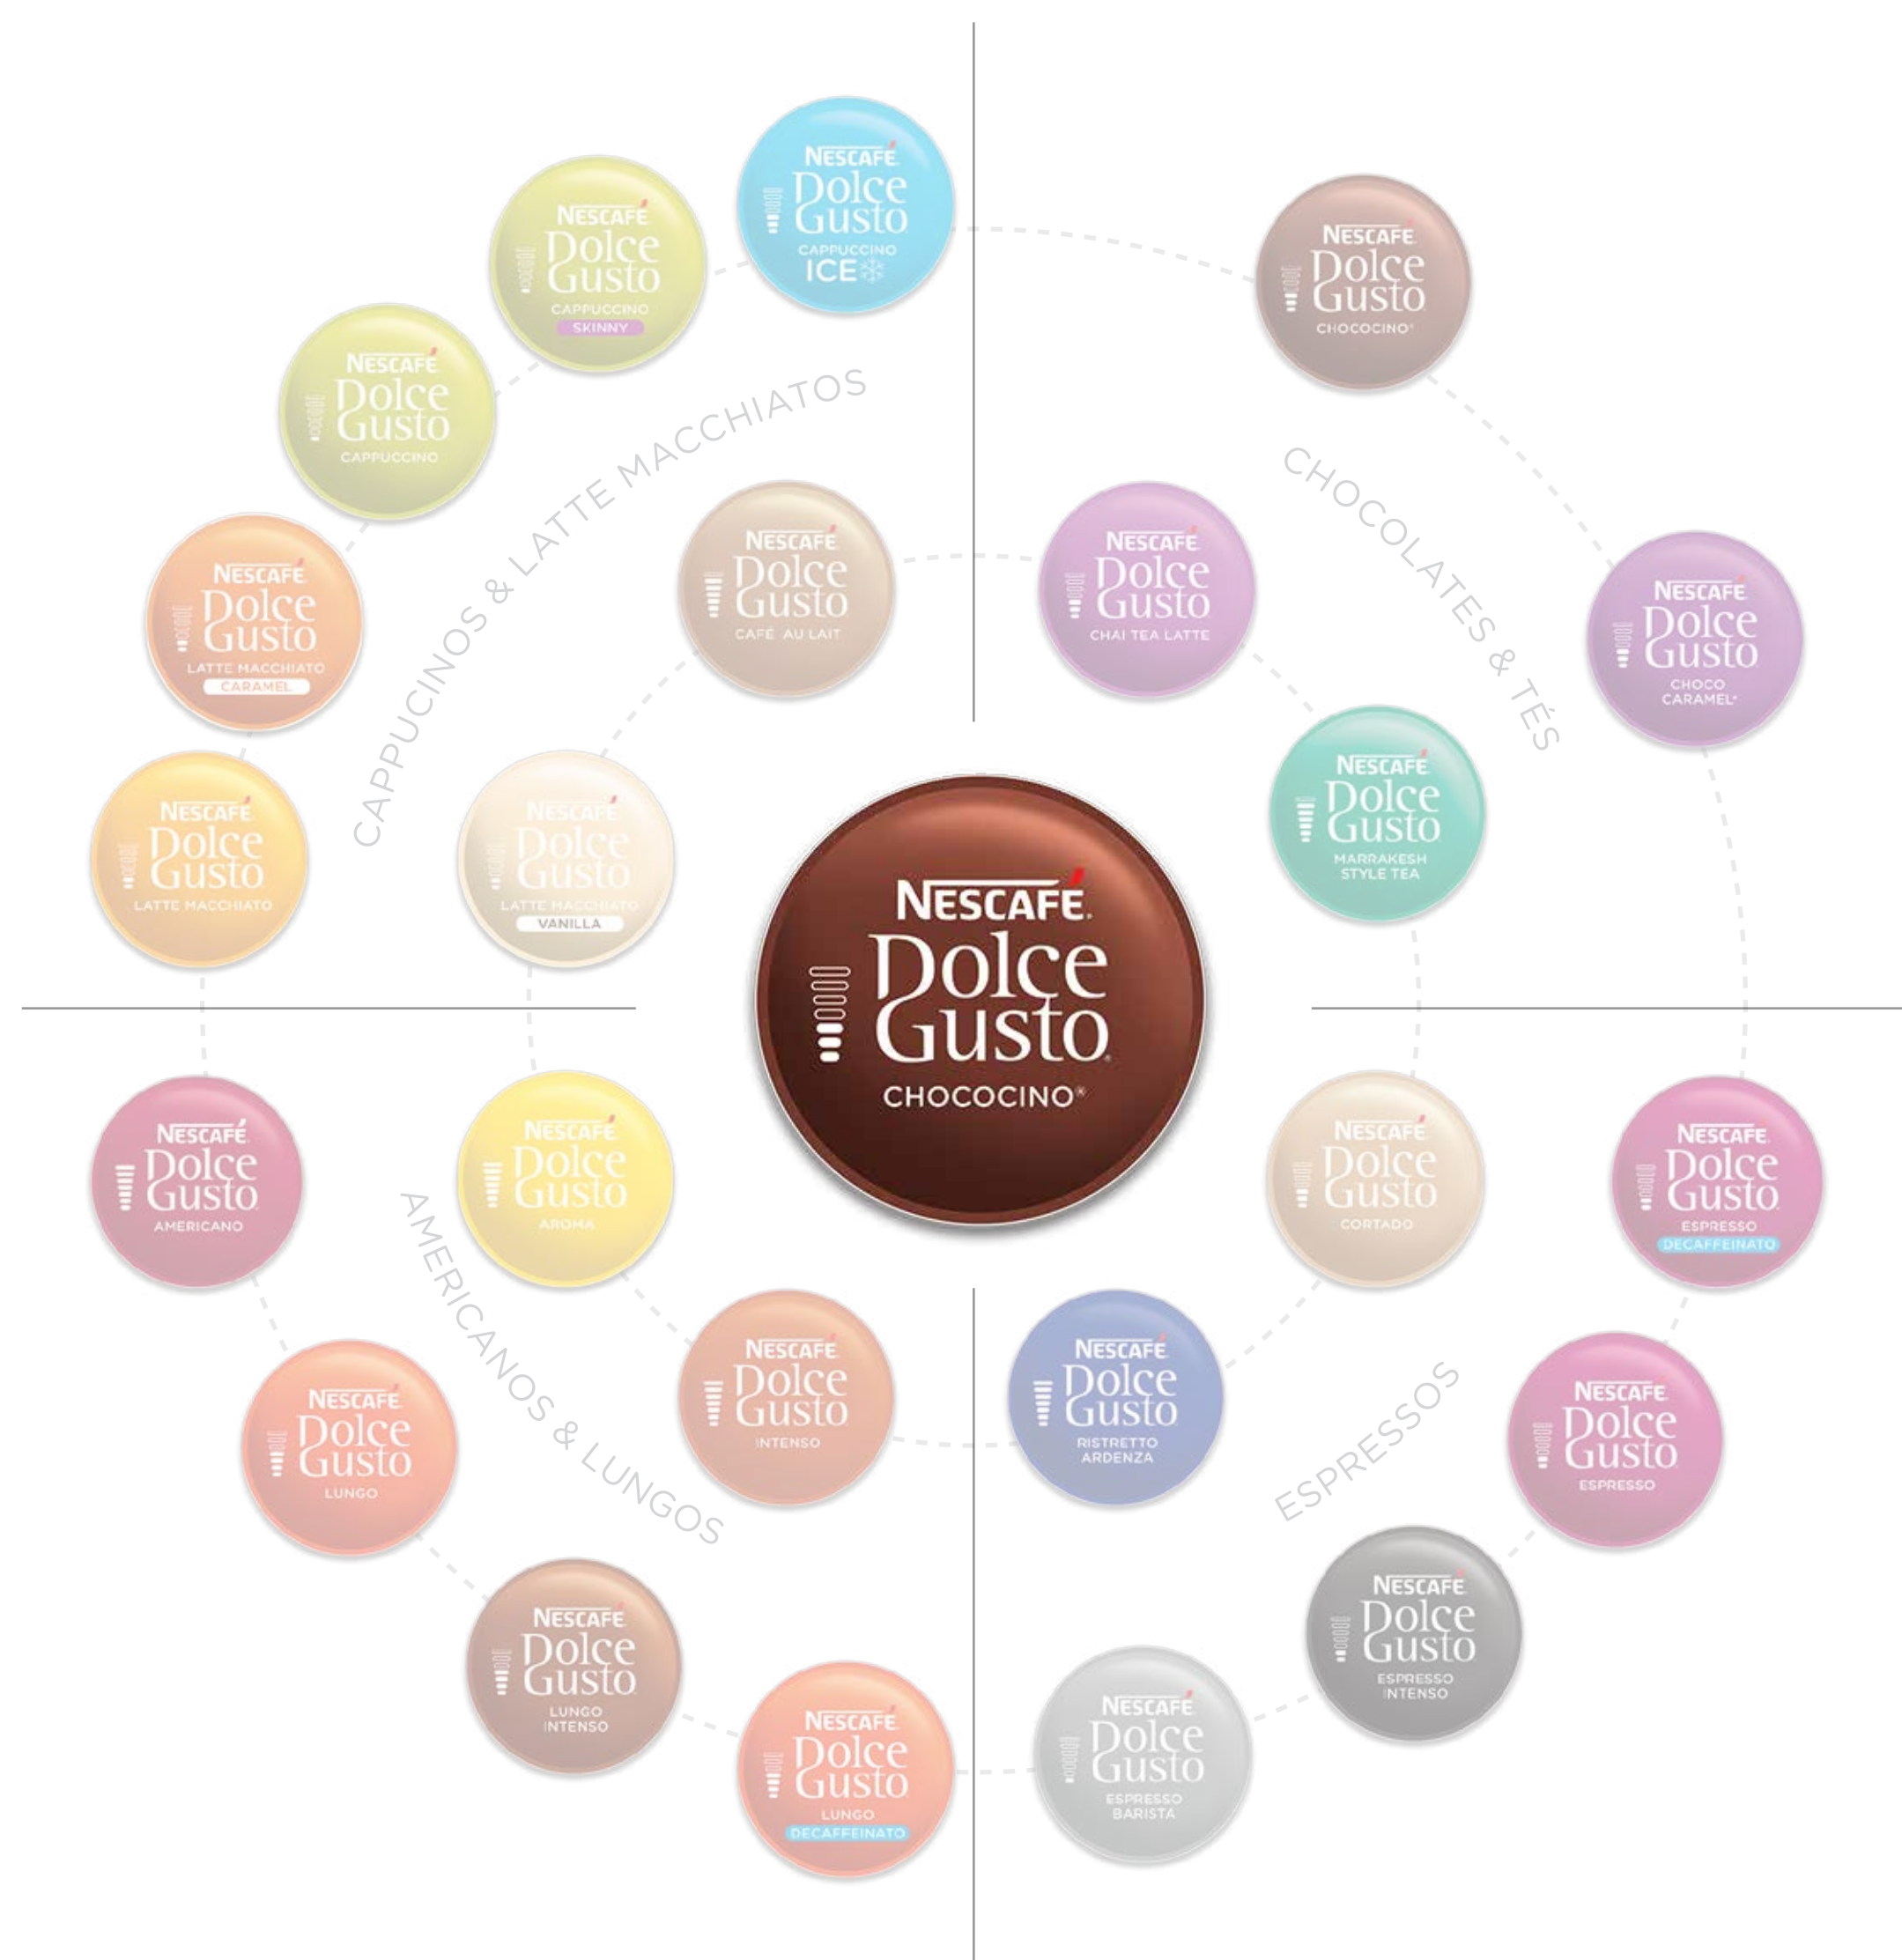 NESCAFÉ
Dolce
Gusto
CAPPUCCINO
ICE
NESCAFÉ
Dolce
Gusto
CAPPUCCINO
SKINNY
NESCAFÉ
Dolce
Gusto
CAPPUCCINO
NESCAFÉ
Dolce
Gusto
LATTE MACCHIATO
CARAMEL
NESCAFÉ
Dolce
Gusto
LATTE MACCHIATO
CAPPUCINOS & LATTE MACCHIATOS
NESCAFÉ
Dolce
Gusto
CAFÉ AU LAIT
NESCAFÉ
Dolce
Gusto
LATTE MACCHIATO
VANILLA
NESCAFÉ
Dolce
Gusto
CHOCOCINO*
NESCAFÉ
Dolce
Gusto
CHOCO
CARAMEL*
CHOCOLATES & TÉS
NESCAFÉ
Dolce
Gusto
CHAI TEA LATTE
NESCAFÉ
Dolce
Gusto
MARRAKESH
STYLE TEA
NESCAFÉ.
Dolce
Gusto®
CHOCOCINO*
NESCAFÉ
Dolce
Gusto
AMERICANO
NESCAFÉ
Dolce
Gusto
AROMA
AMERICANOS & LUNGOS
NESCAFÉ
Dolce
Gusto
INTENSO
NESCAFÉ
Dolce
Gusto
LUNGO
NESCAFÉ
Dolce
Gusto
LUNGO
INTENSO
NESCAFÉ
Dolce
Gusto
LUNGO
DECAFFEINATO
NESCAFÉ
Dolce
Gusto
CORTADO
NESCAFÉ
Dolce
Gusto
ESPRESSO
DECAFFEINATO
NESCAFÉ
Dolce
Gusto
RISTRETTO
ARDENZA
ESPRESSOS
NESCAFÉ
Dolce
Gusto
ESPRESSO
NESCAFÉ
Dolce
Gusto
ESPRESSO
INTENSO
NESCAFÉ
Dolce
Gusto
ESPRESSO
BARISTA